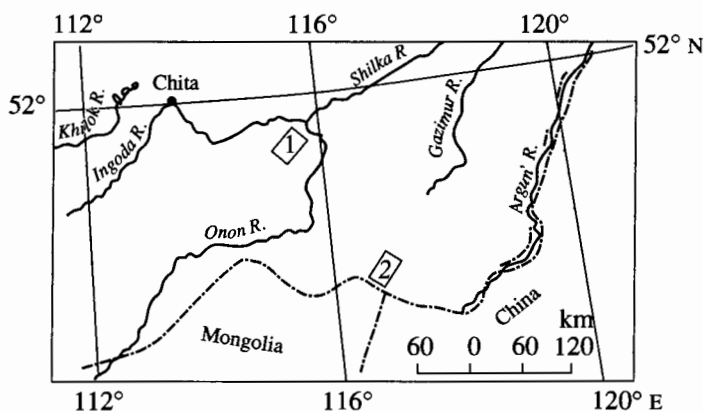 112°
116°
120°
52° N
Shilka R
Chita
52°
Khilok R.
Ingoda R.
Gazimur R.
1
Argun' R.
Onon R.
2
China
Mongolia
km
60 0 60 120
112°
116°
120° E